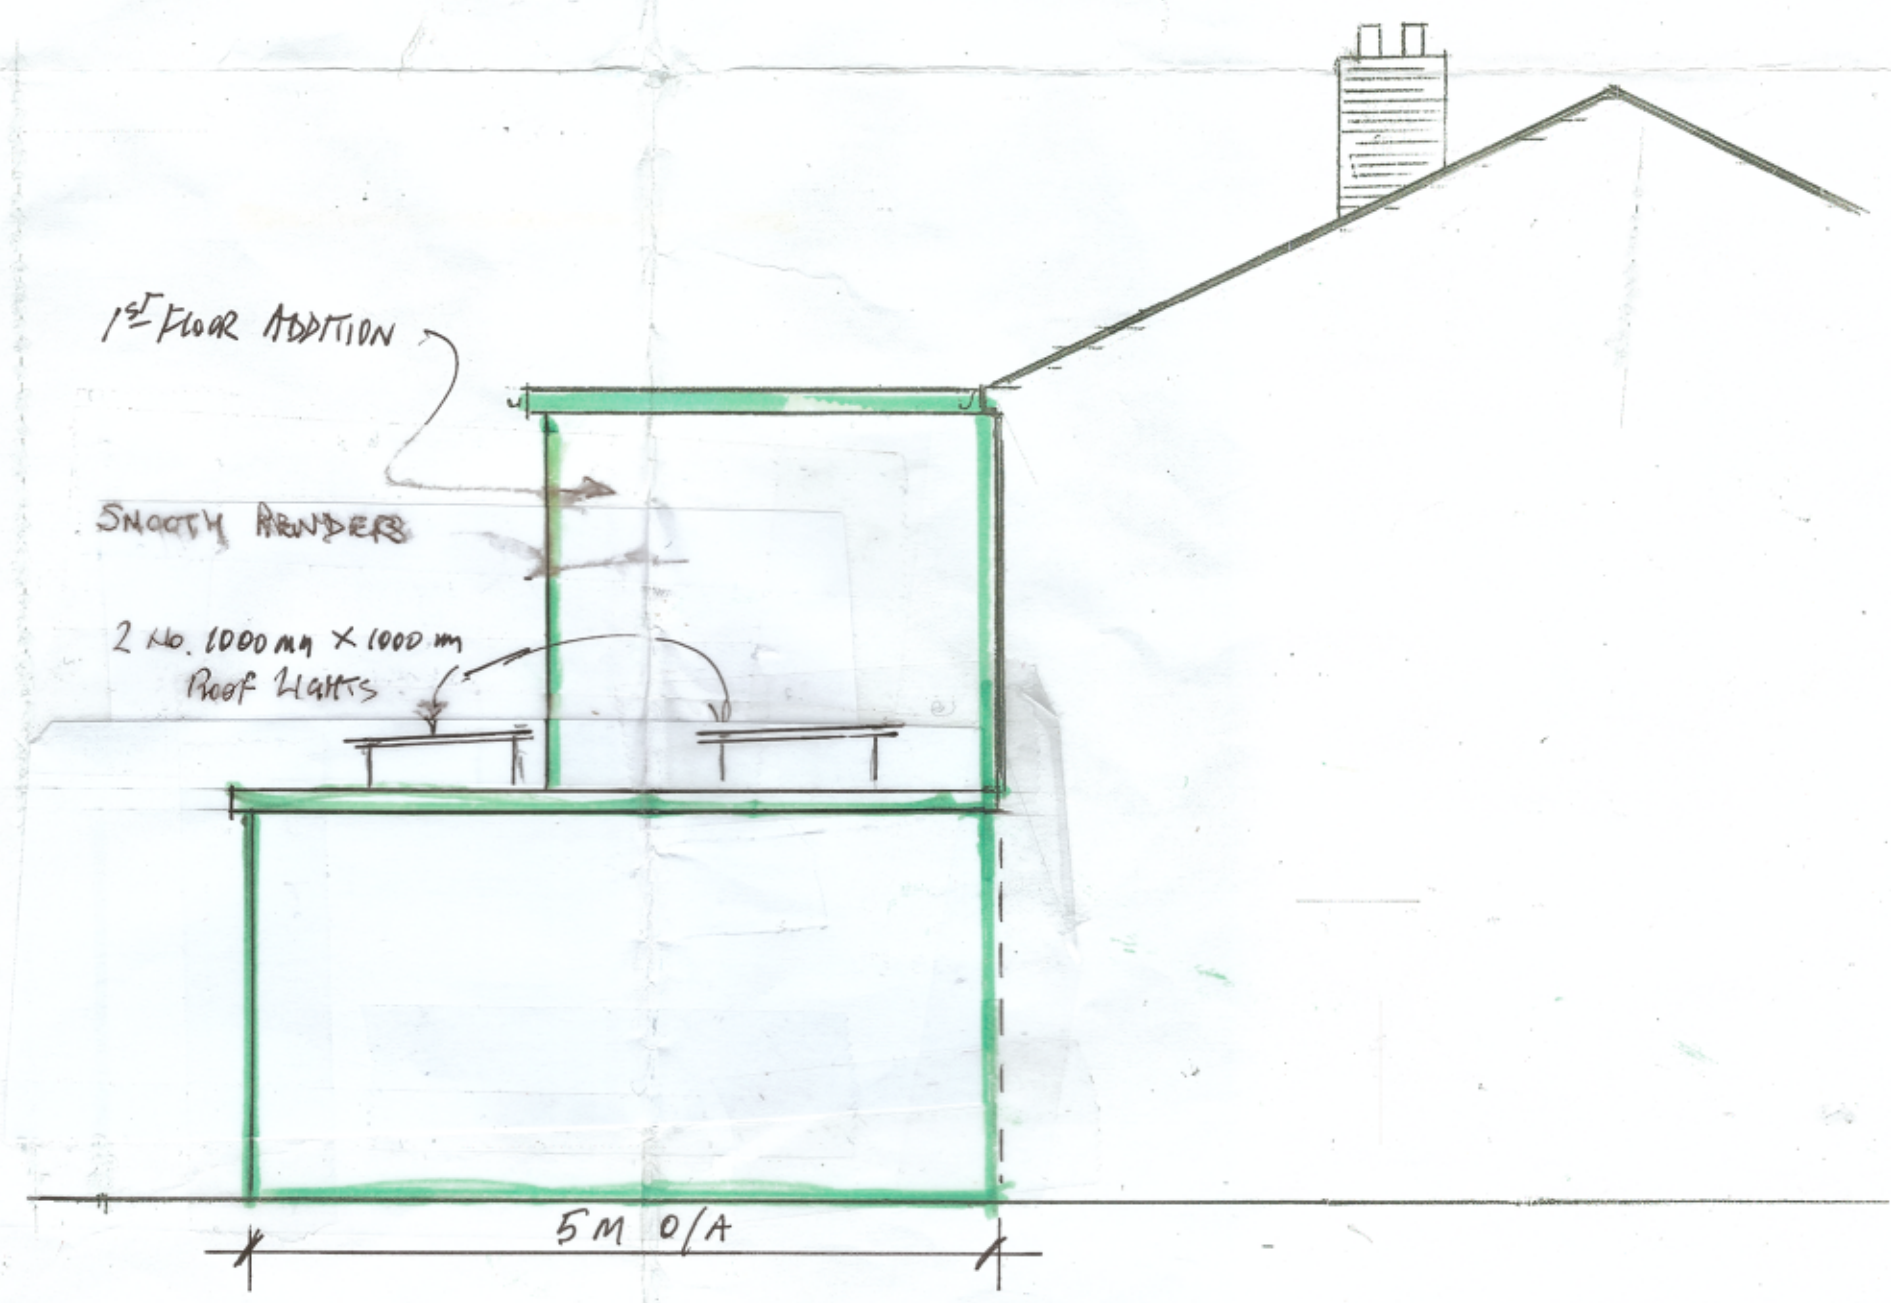 1ST FLOOR ADDITION
SMOOTH RENDERS
2 No. 1000mm X 1000mm
ROOF LIGHTS
5M O/A